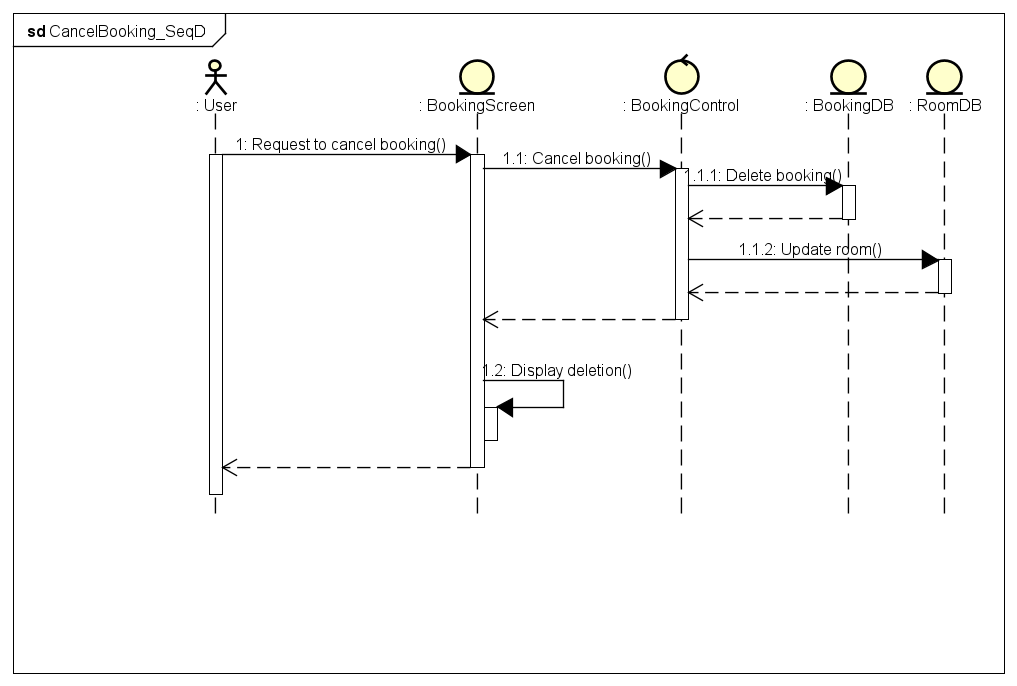 sd CancelBooking_SeqD
: User
: BookingScreen
: BookingControl
: BookingDB
: RoomDB
1: Request to cancel booking()
1.1: Cancel booking()
1.1.1: Delete booking()
1.1.2: Update room()
1.2: Display deletion()